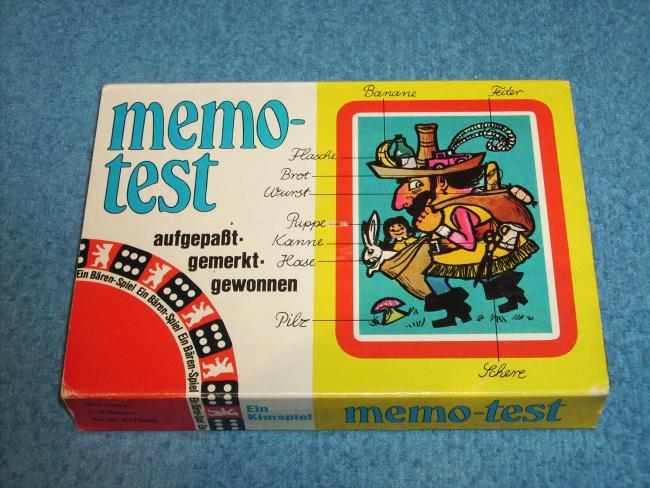 memo-
test
aufgepaßt·
gemerkt·
gewonnen
Banane
Feder
Flasche
Brot
Wurst
Puppe
Kanne
Hase
Pilz
Schere
Ein Bären-Spiel Ein Bären-Spiel Ein Bären-Spiel
Ein
Kimspiel
memo-test